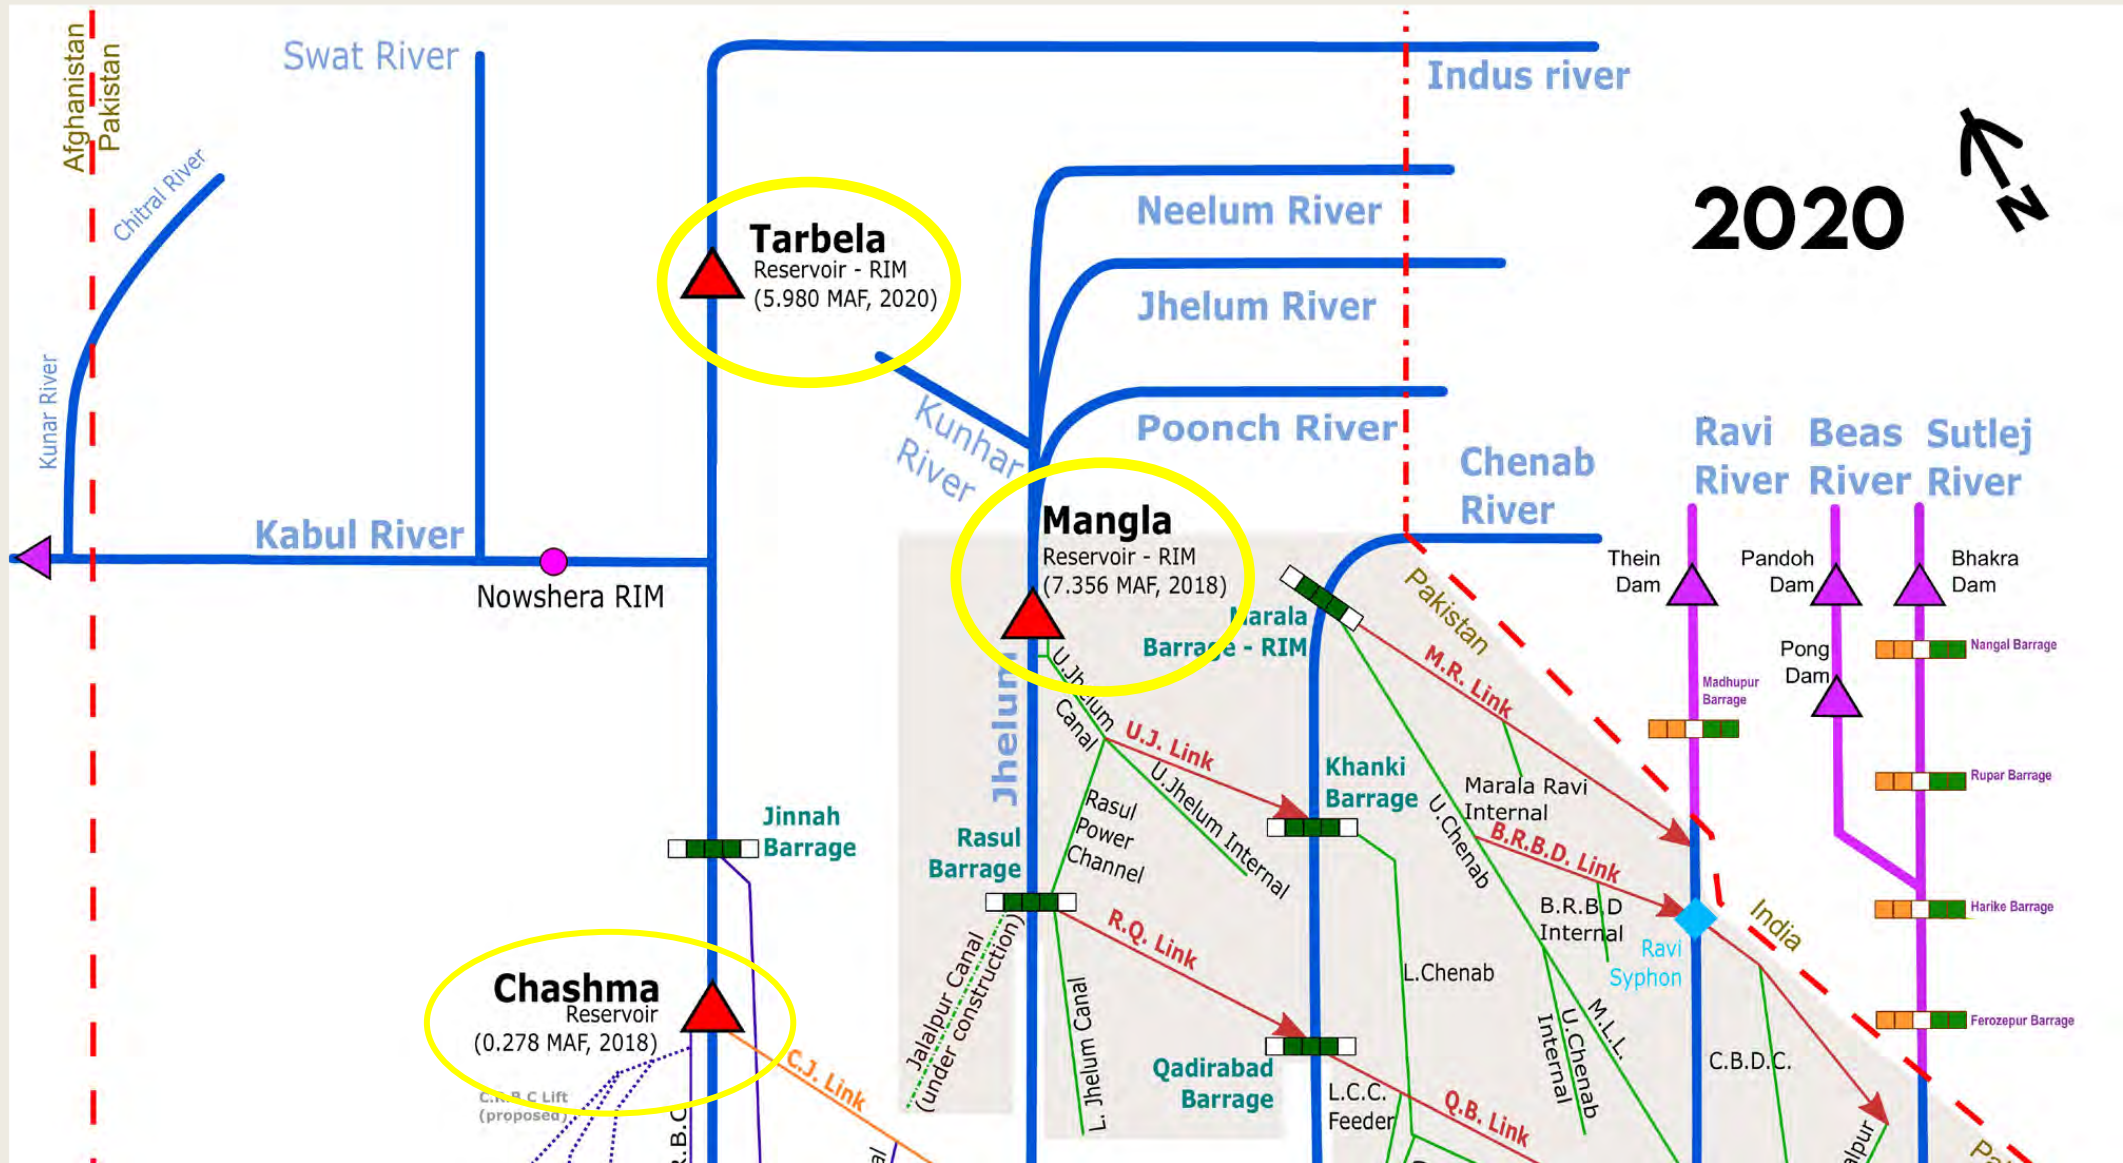 Afghanistan
Pakistan
Swat River
Chitral River
Kunar River
Kabul River
Nowshera RIM
Indus river
Tarbela
Reservoir - RIM
(5.980 MAF, 2020)
Neelum River
Jhelum River
Poonch River
Kunhar
River
2020
N
Mangla
Reservoir - RIM
(7.356 MAF, 2018)
Chenab
River
Ravi
River
Beas
River
Sutlej
River
Marala
Barrage - RIM
Pakistan
M.R. Link
Thein
Dam
Pandoh
Dam
Bhakra
Dam
Nangal Barrage
Pong
Dam
Madhupur
Barrage
Rupar Barrage
Jhelum
U.Jhelum
Canal
U.J. Link
U.Jhelum Internal
Rasul
Power
Channel
Khanki
Barrage
Marala Ravi
Internal
U.Chenab
B.R.B.D. Link
B.R.B.D
Internal
Ravi
Syphon
India
Harike Barrage
Ferozepur Barrage
Jinnah
Barrage
Rasul
Barrage
R.Q. Link
Jalalpur Canal
(under construction)
L. Jhelum Canal
L.Chenab
U.Chenab
Internal
M.L.L.
C.B.D.C.
Chashma
Reservoir
(0.278 MAF, 2018)
C.J. Link
C.R.B.C Lift
(proposed)
Qadirabad
Barrage
L.C.C.
Feeder
Q.B. Link